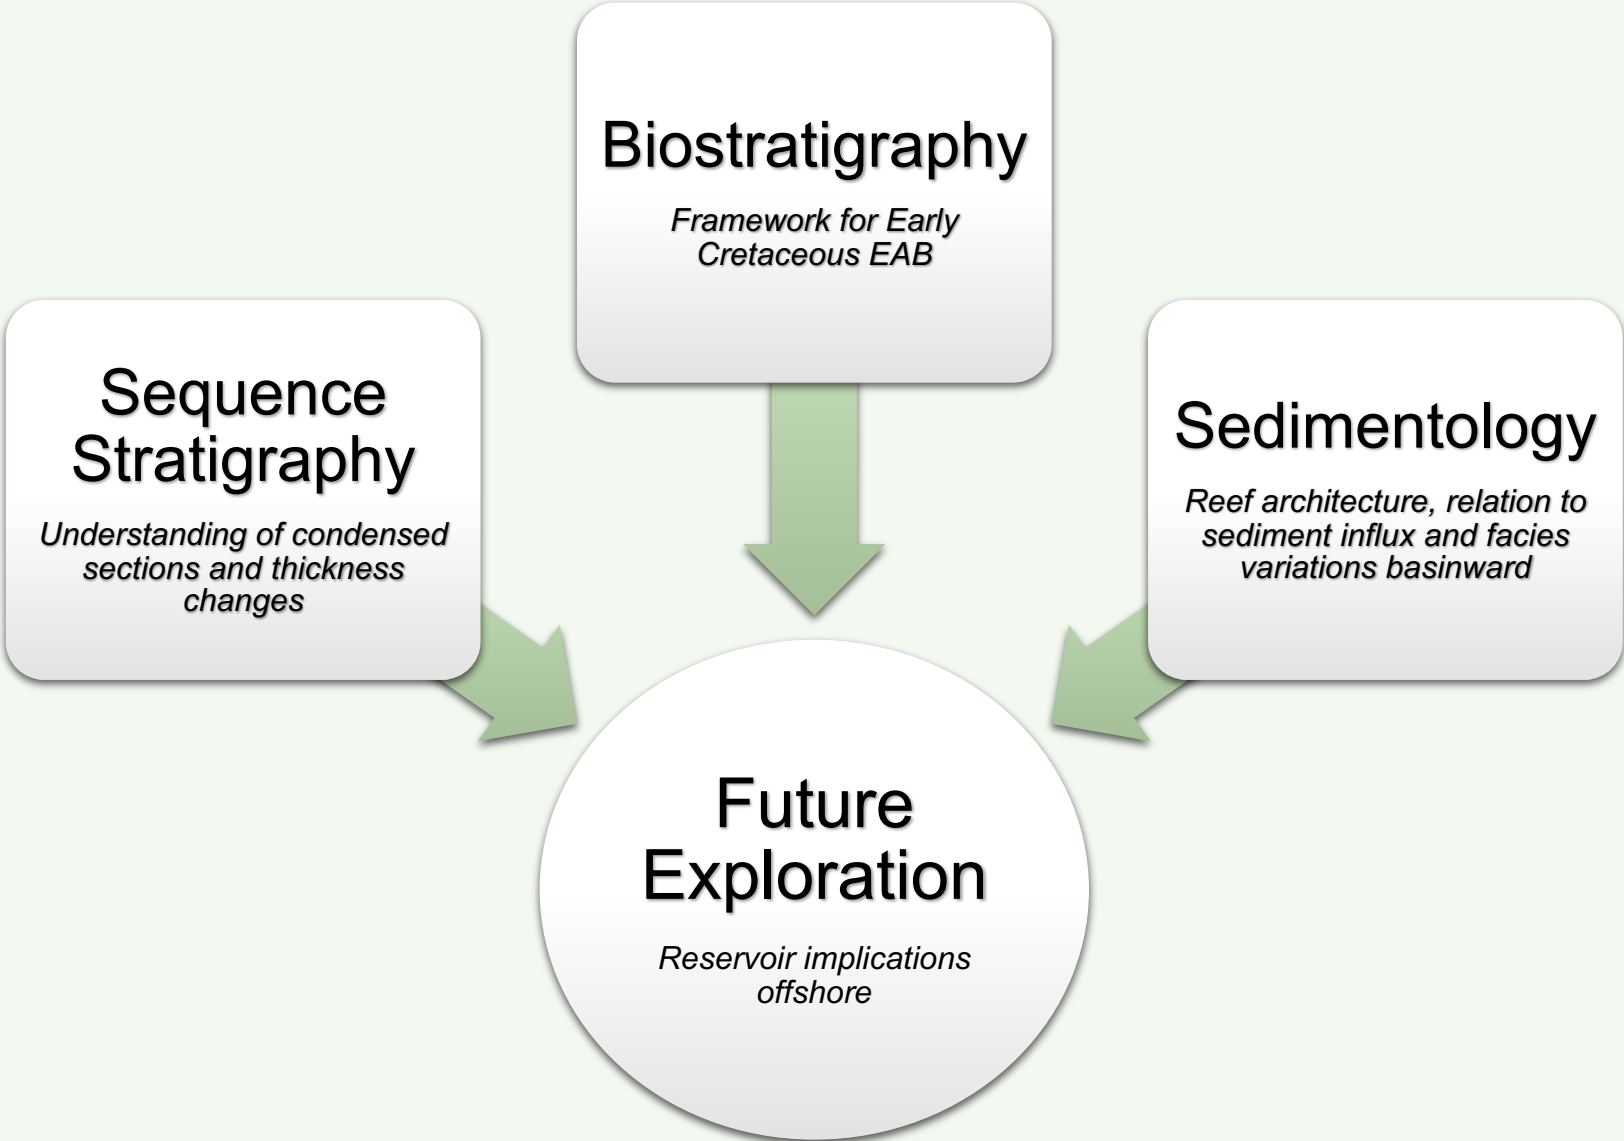 Biostratigraphy
Framework for Early
Cretaceous EAB
Sequence
Stratigraphy
Understanding of condensed
sections and thickness
changes
Sedimentology
Reef architecture, relation to
sediment influx and facies
variations basinward
Future
Exploration
Reservoir implications
offshore